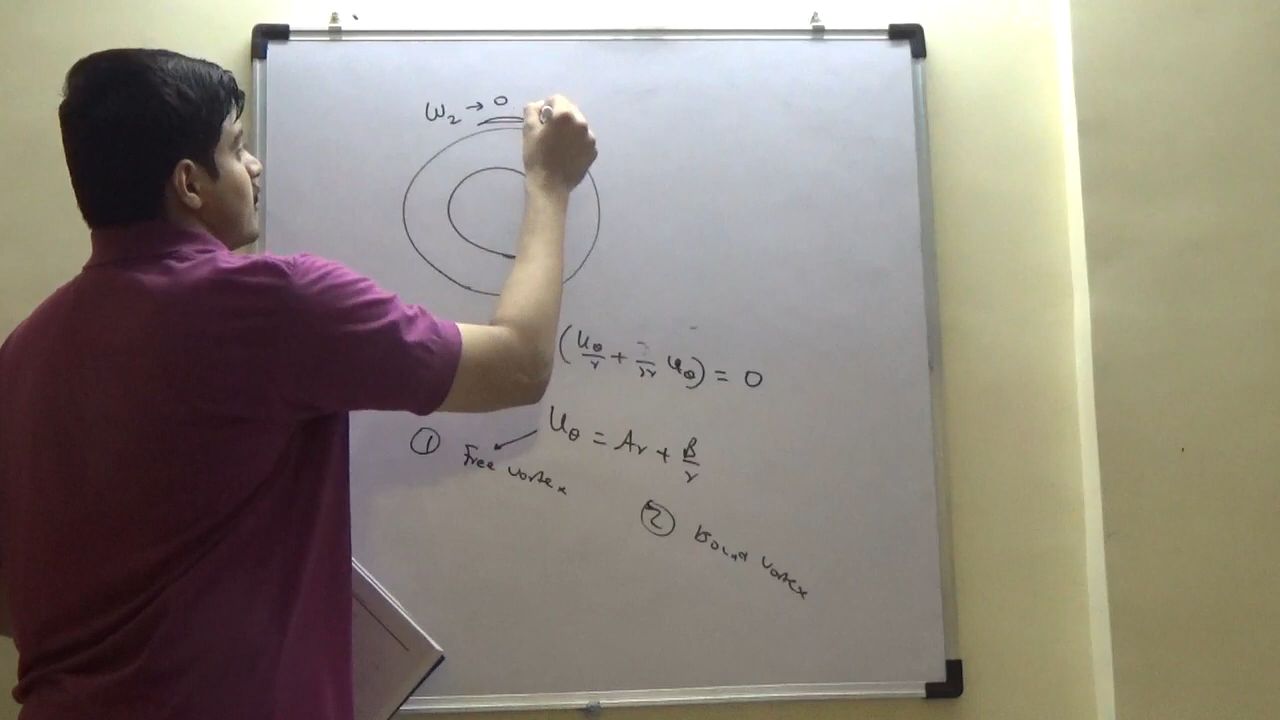 ω₂ → 0
(uθ/r + ∂/∂r uθ) = 0
uθ = Ar + B/r
① Free vortex
② Bound vortex